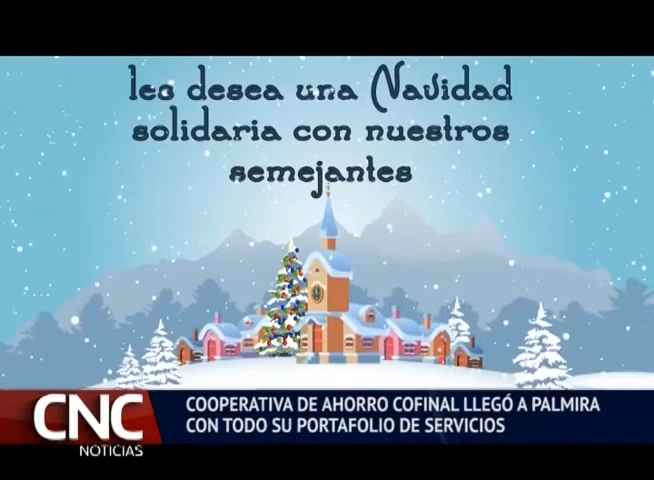 les desea una Navidad
solidaria con nuestros
semejantes
CNC
NOTICIAS
COOPERATIVA DE AHORRO COFINAL LLEGÓ A PALMIRA
CON TODO SU PORTAFOLIO DE SERVICIOS